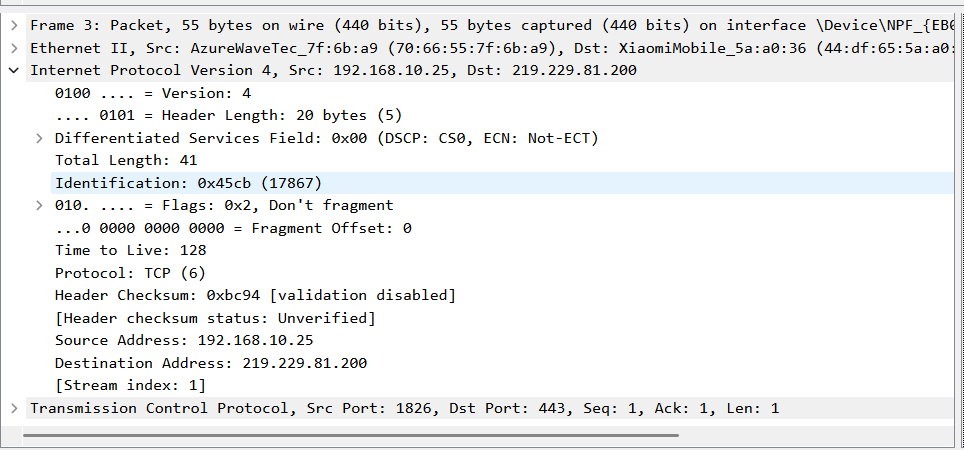 Frame 3: Packet, 55 bytes on wire (440 bits), 55 bytes captured (440 bits) on interface \Device\NPF_{EB0
Ethernet II, Src: AzureWaveTec_7f:6b:a9 (70:66:55:7f:6b:a9), Dst: XiaomiMobile_5a:a0:36 (44:df:65:5a:a0:
Internet Protocol Version 4, Src: 192.168.10.25, Dst: 219.229.81.200
0100 .... = Version: 4
.... 0101 = Header Length: 20 bytes (5)
Differentiated Services Field: 0x00 (DSCP: CS0, ECN: Not-ECT)
Total Length: 41
Identification: 0x45cb (17867)
010. .... = Flags: 0x2, Don't fragment
...0 0000 0000 0000 = Fragment Offset: 0
Time to Live: 128
Protocol: TCP (6)
Header Checksum: 0xbc94 [validation disabled]
[Header checksum status: Unverified]
Source Address: 192.168.10.25
Destination Address: 219.229.81.200
[Stream index: 1]
Transmission Control Protocol, Src Port: 1826, Dst Port: 443, Seq: 1, Ack: 1, Len: 1